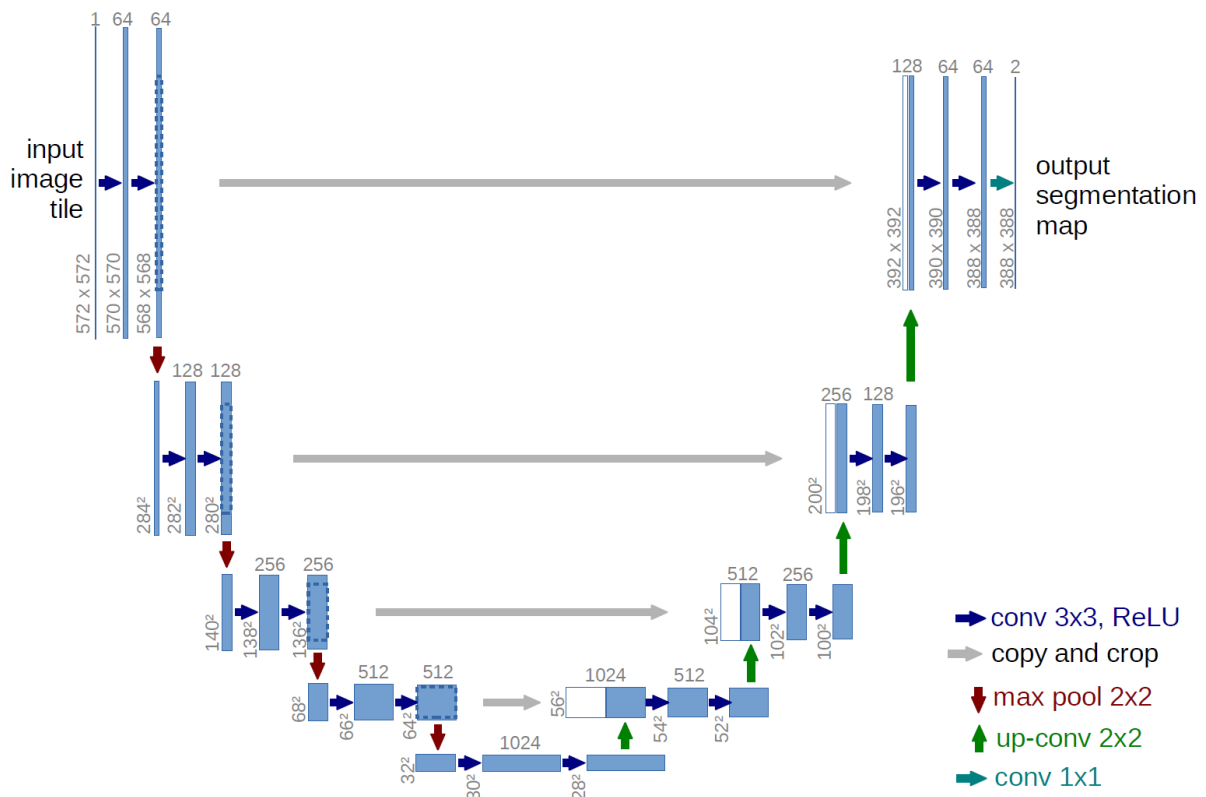 1 64 64
128 64 64 2
input
image
tile
output
segmentation
map
572 x 572
570 x 570
568 x 568
392 x 392
390 x 390
388 x 388
388 x 388
128 128
256 128
284²
282²
280²
200²
198²
196²
256 256
512 256
140²
138²
136²
104²
102²
100²
conv 3x3, ReLU
copy and crop
max pool 2x2
up-conv 2x2
conv 1x1
512 512
1024 512
68²
66²
64²
56²
54²
52²
1024
32²
30²
28²